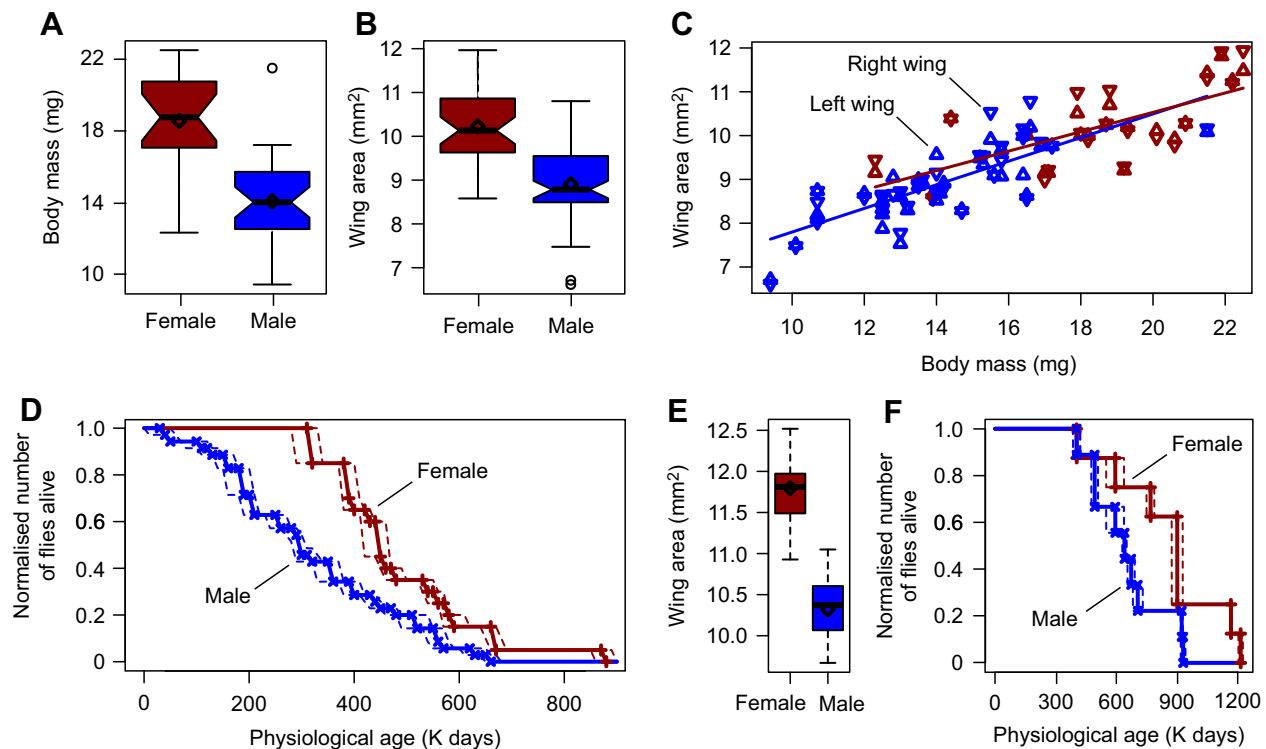 A
Body mass (mg)
22
18
14
10
Female
Male
B
Wing area (mm²)
12
11
10
9
8
7
Female
Male
C
Wing area (mm²)
12
11
10
9
8
7
Right wing
Left wing
10
12
14
16
18
20
22
Body mass (mg)
D
Normalised number
of flies alive
1.0
0.8
0.6
0.4
0.2
0
Female
Male
0
200
400
600
800
Physiological age (K days)
E
Wing area (mm²)
12.5
12.0
11.5
11.0
10.5
10.0
Female
Male
F
Normalised number
of flies alive
1.0
0.8
0.6
0.4
0.2
0
Female
Male
0
300
600
900
1200
Physiological age (K days)